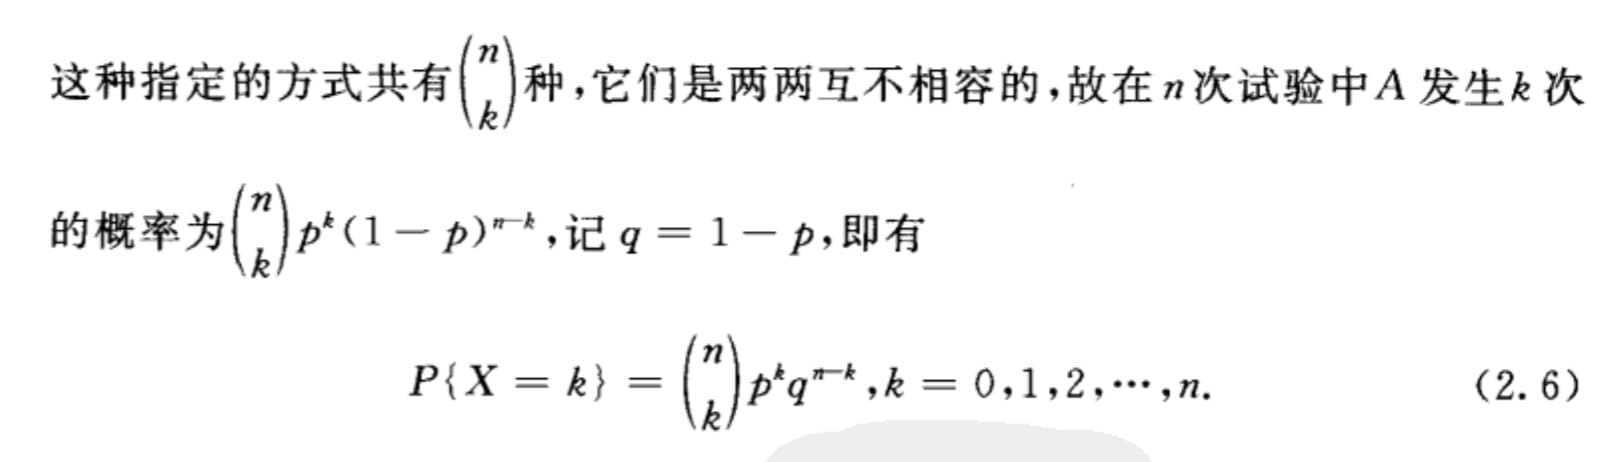 这种指定的方式共有$\binom{n}{k}$种,它们是两两互不相容的,故在 n 次试验中 A 发生 k 次
的概率为$\binom{n}{k} p^k (1-p)^{n-k}$,记 q = 1 − p,即有
$P\{X = k\} = \binom{n}{k} p^k q^{n-k}, k = 0,1,2,\cdots,n.$ (2.6)